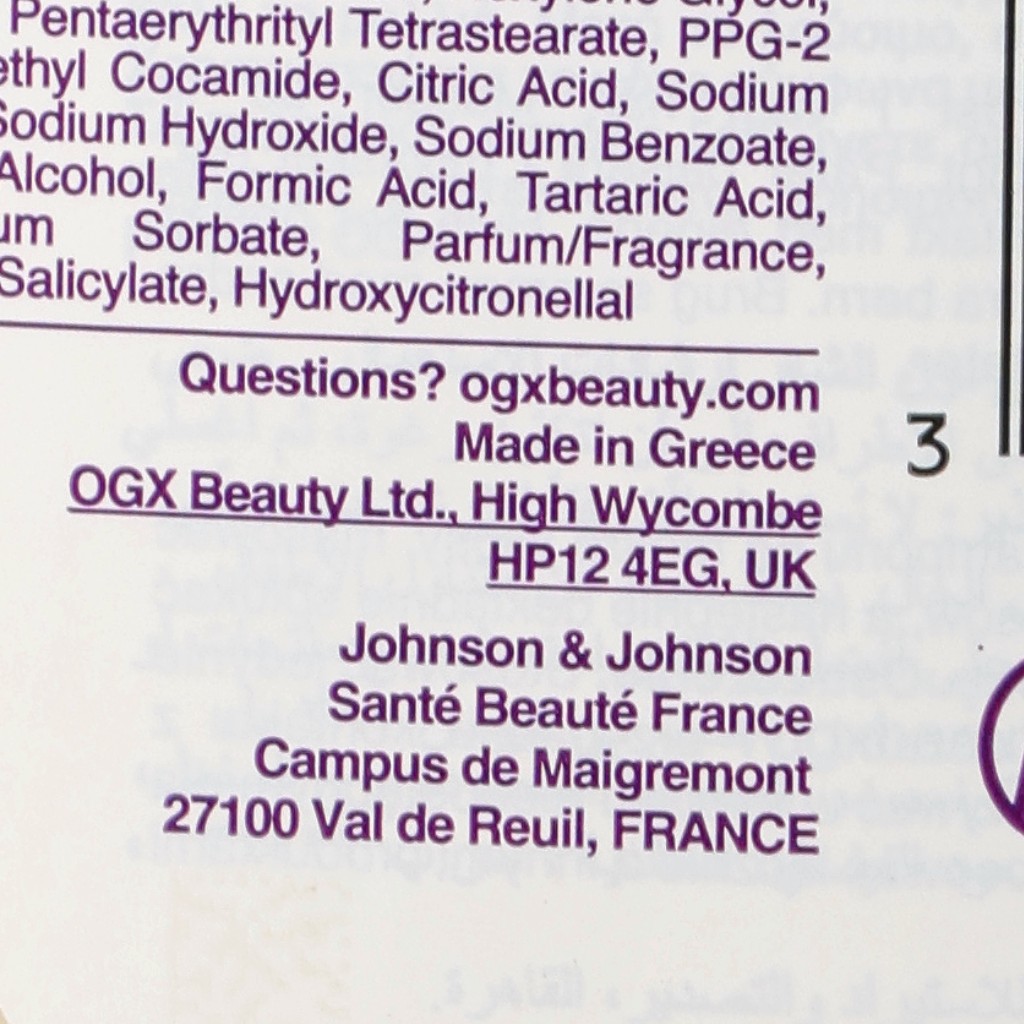 Pentaerythrityl Tetrastearate, PPG-2
ethyl Cocamide, Citric Acid, Sodium
Sodium Hydroxide, Sodium Benzoate,
Alcohol, Formic Acid, Tartaric Acid,
um Sorbate, Parfum/Fragrance,
Salicylate, Hydroxycitronellal
Questions? ogxbeauty.com
Made in Greece
OGX Beauty Ltd., High Wycombe
HP12 4EG, UK
Johnson & Johnson
Santé Beauté France
Campus de Maigremont
27100 Val de Reuil, FRANCE
3